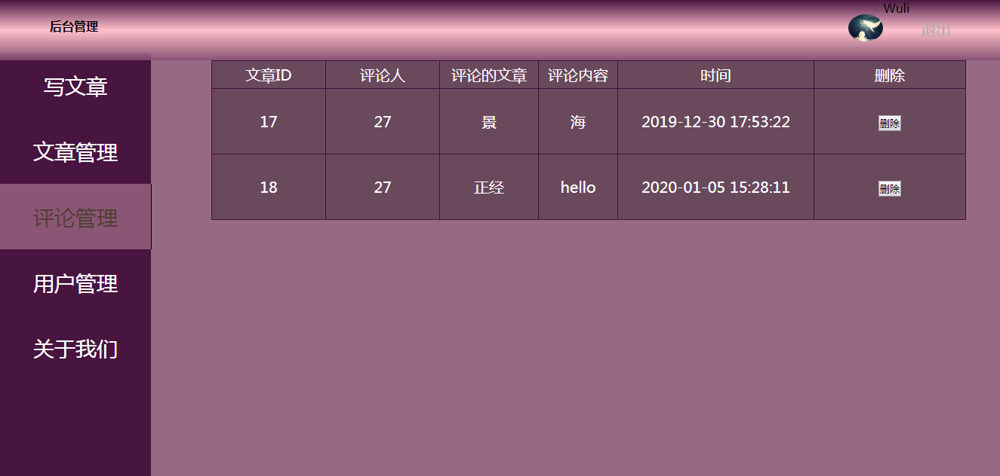 Wuli
后台管理
退出
写文章
文章管理
评论管理
用户管理
关于我们
文章ID 评论人 评论的文章 评论内容 时间 删除
17 27 景 海 2019-12-30 17:53:22 删除
18 27 正经 hello 2020-01-05 15:28:11 删除